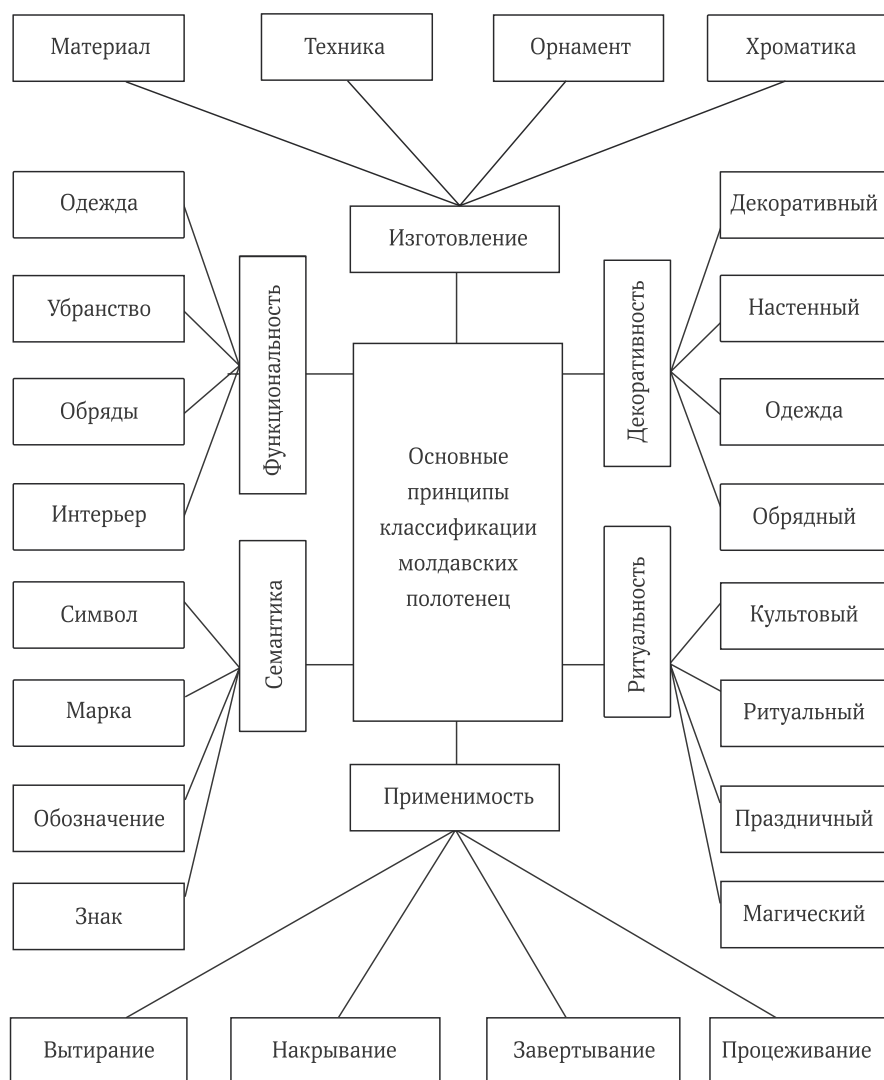 Материал
Техника
Орнамент
Хроматика
Изготовление
Одежда
Убранство
Обряды
Интерьер
Функциональность
Декоративность
Декоративный
Настенный
Одежда
Обрядный
Основные
принципы
классификации
молдавских
полотенец
Символ
Марка
Обозначение
Знак
Семантика
Ритуальность
Культовый
Ритуальный
Праздничный
Магический
Применимость
Вытирание
Накрывание
Завертывание
Процеживание